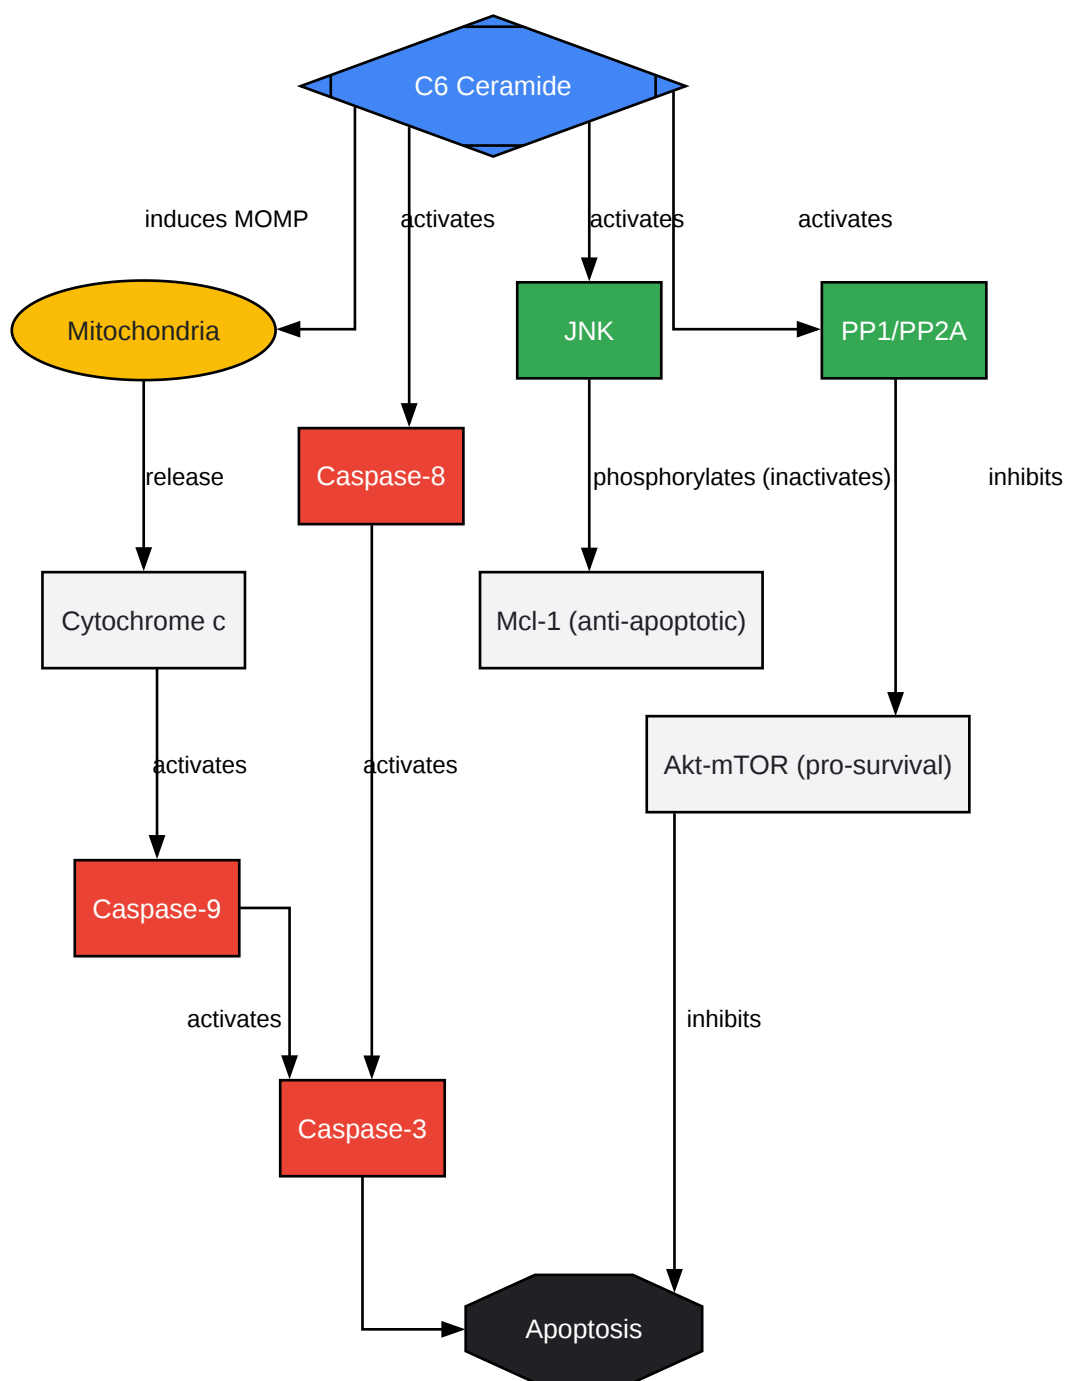 C6 Ceramide
induces MOMP
activates
activates
activates
Mitochondria
JNK
PP1/PP2A
Caspase-8
release
phosphorylates (inactivates)
inhibits
Cytochrome c
Mcl-1 (anti-apoptotic)
activates
activates
Akt-mTOR (pro-survival)
Caspase-9
activates
inhibits
Caspase-3
Apoptosis